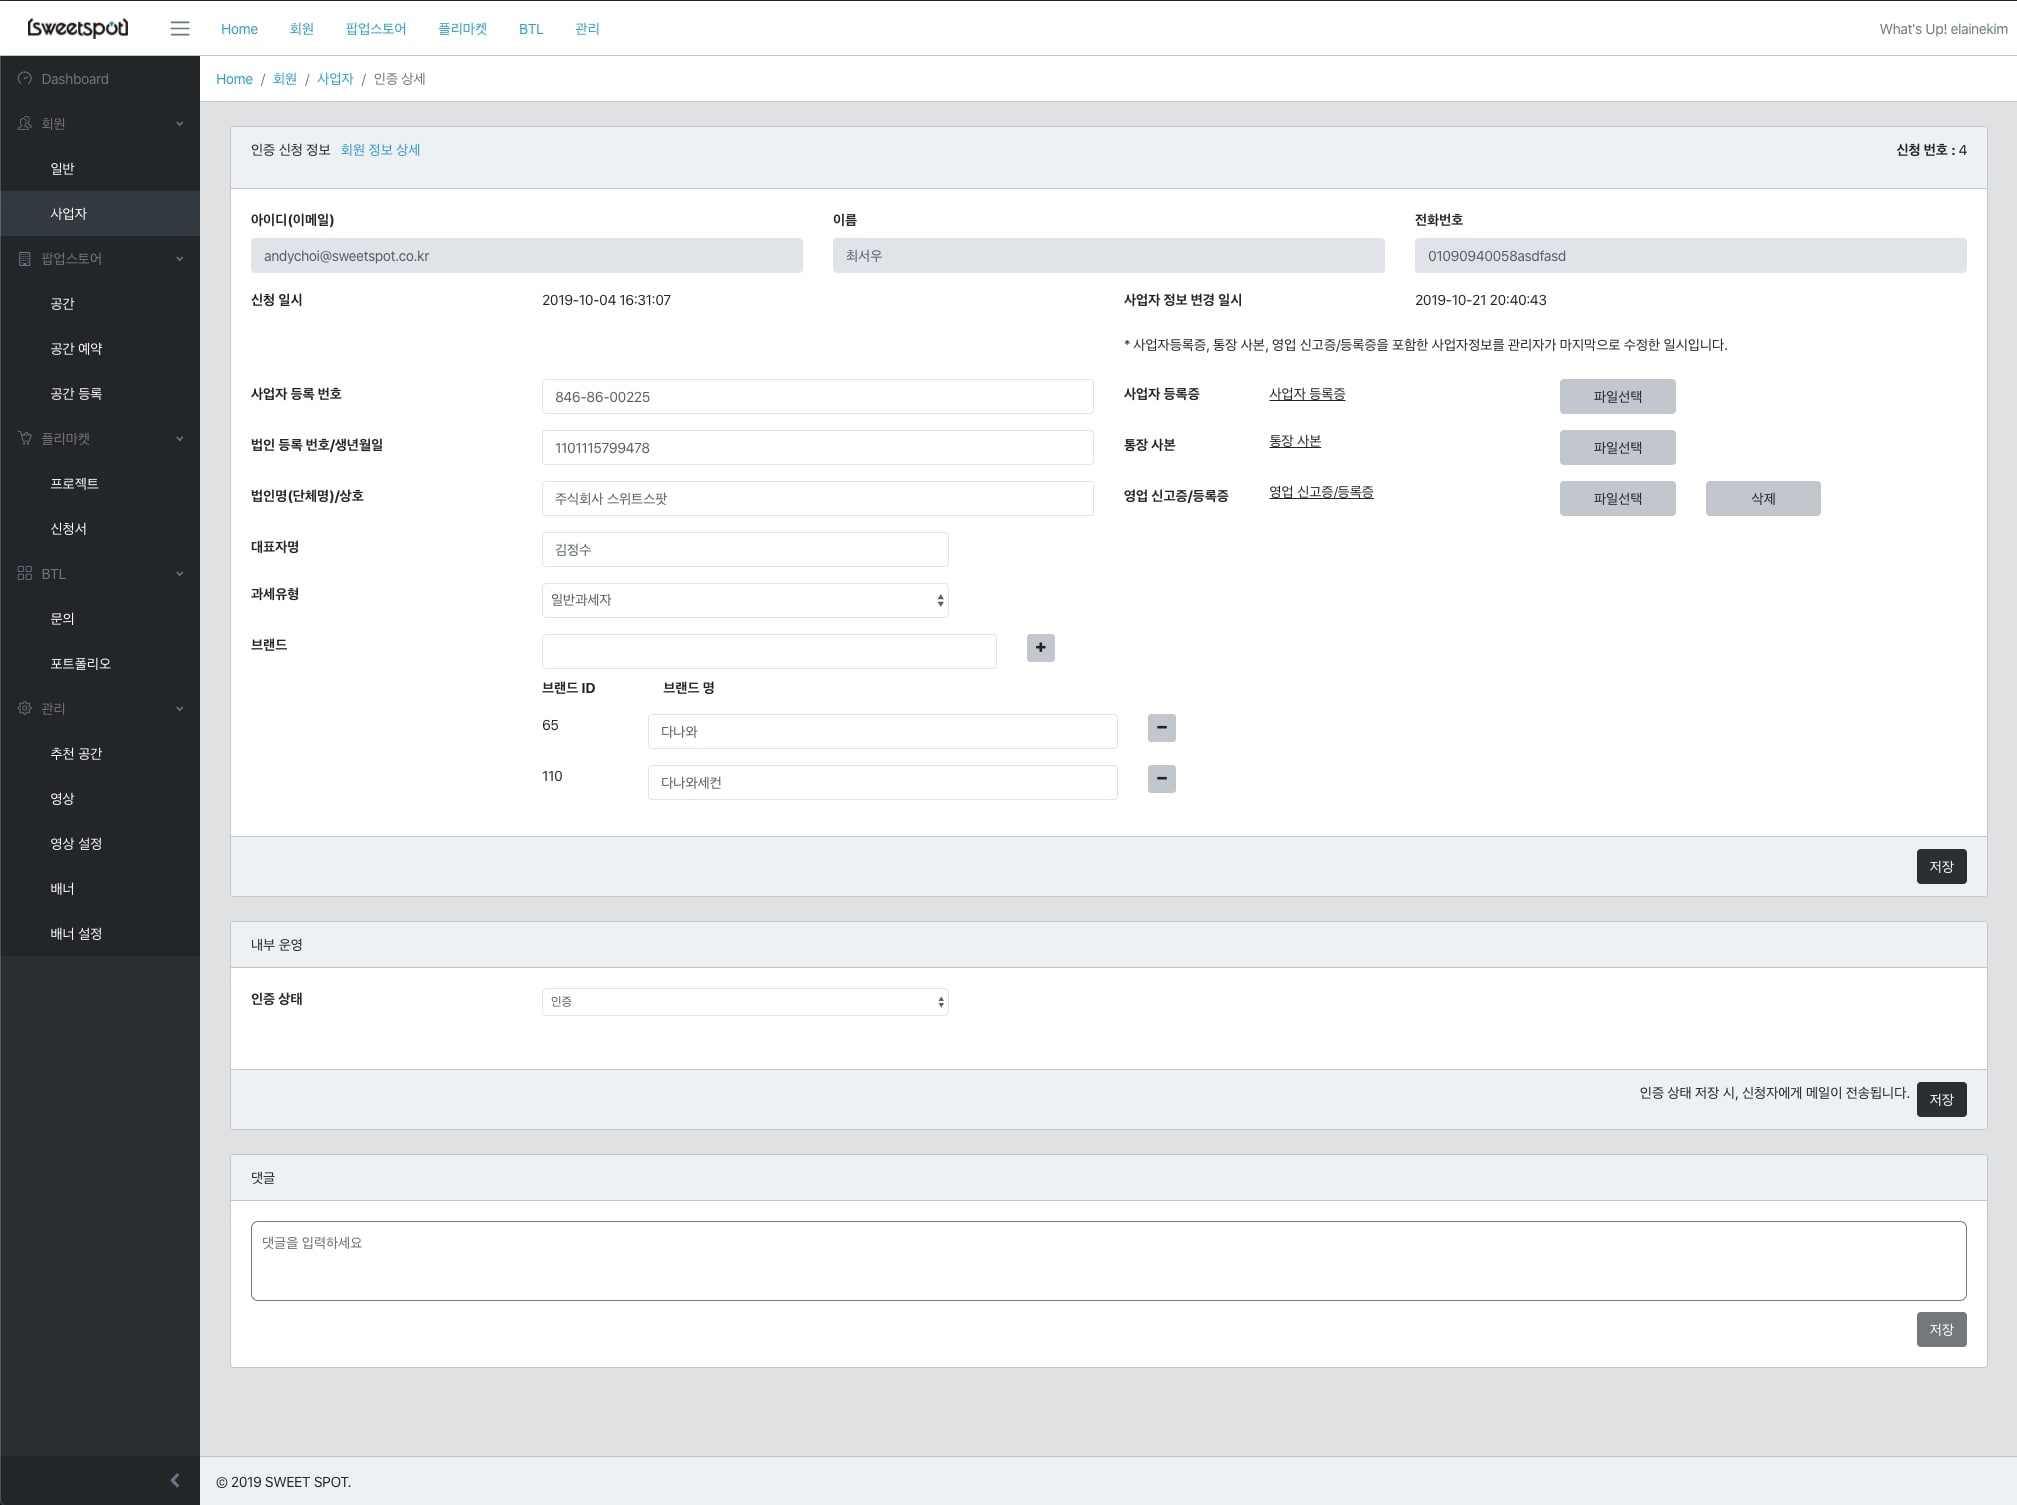 [sweetspot]
Home 회원 팝업스토어 플리마켓 BTL 관리
What's Up! elainekim
Dashboard
회원
일반
사업자
팝업스토어
공간
공간 예약
공간 등록
플리마켓
프로젝트
신청서
BTL
문의
포트폴리오
관리
추천 공간
영상
영상 설정
배너
배너 설정
Home / 회원 / 사업자 / 인증 상세
인증 신청 정보 회원 정보 상세
신청 번호 : 4
아이디(이메일) 이름 전화번호
andychoi@sweetspot.co.kr 최서우 01090940058asdfasd
신청 일시 2019-10-04 16:31:07 사업자 정보 변경 일시 2019-10-21 20:40:43
* 사업자등록증, 통장 사본, 영업 신고증/등록증을 포함한 사업자정보를 관리자가 마지막으로 수정한 일시입니다.
사업자 등록 번호 846-86-00225 사업자 등록증 사업자 등록증 파일선택
법인 등록 번호/생년월일 1101115799478 통장 사본 통장 사본 파일선택
법인명(단체명)/상호 주식회사 스위트스팟 영업 신고증/등록증 영업 신고증/등록증 파일선택 삭제
대표자명 김정수
과세유형 일반과세자
브랜드 +
브랜드 ID 브랜드 명
65 다나와 −
110 다나와세컨 −
저장
내부 운영
인증 상태 인증
인증 상태 저장 시, 신청자에게 메일이 전송됩니다. 저장
댓글
댓글을 입력하세요
저장
© 2019 SWEET SPOT.